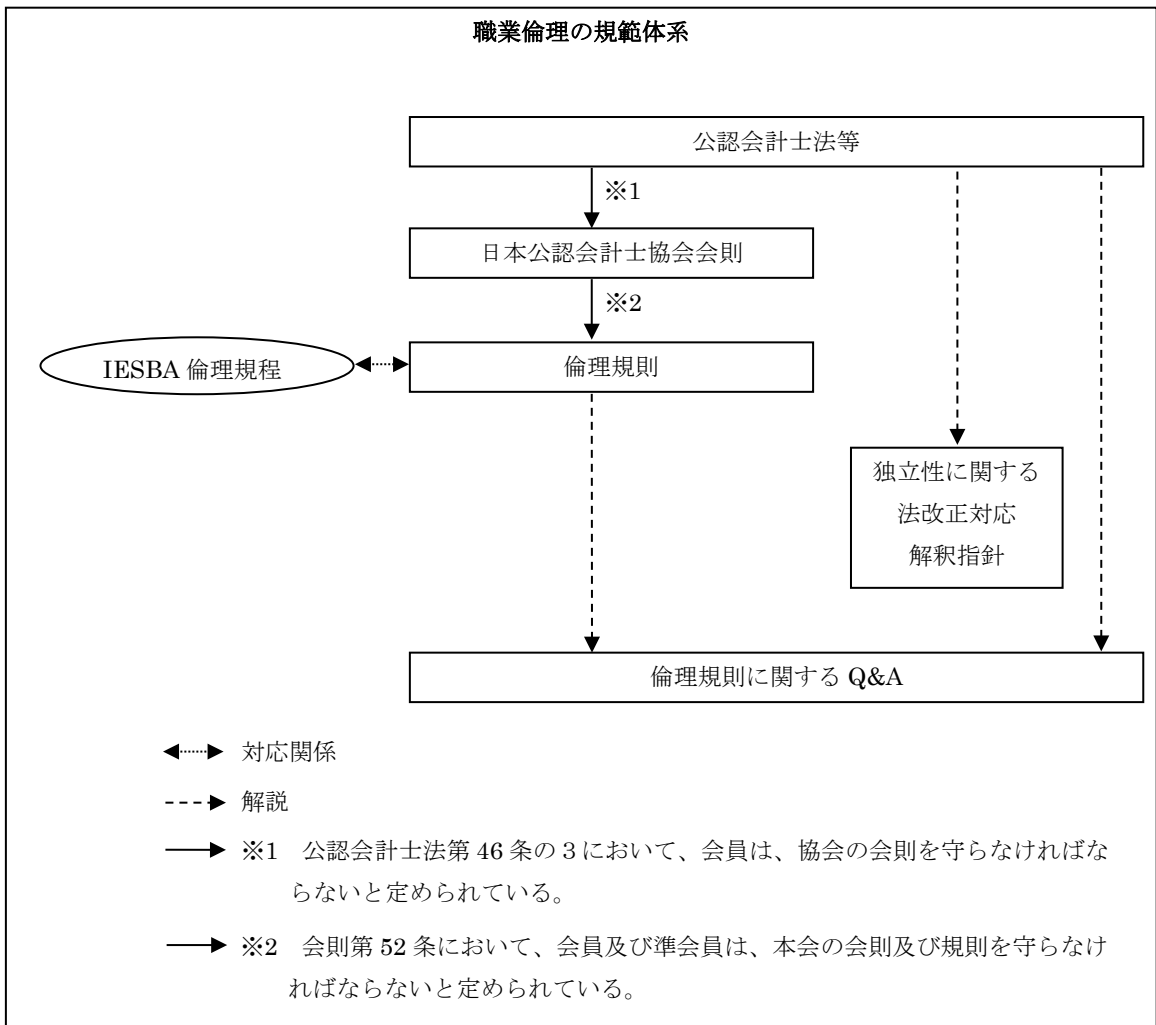 職業倫理の規範体系
公認会計士法等
※1
日本公認会計士協会会則
※2
IESBA 倫理規程
倫理規則
独立性に関する
法改正対応
解釈指針
倫理規則に関する Q&A
対応関係
解説
※1 公認会計士法第 46 条の３において、会員は、協会の会則を守らなければな
らないと定められている。
※2 会則第 52 条において、会員及び準会員は、本会の会則及び規則を守らなけ
ればならないと定められている。